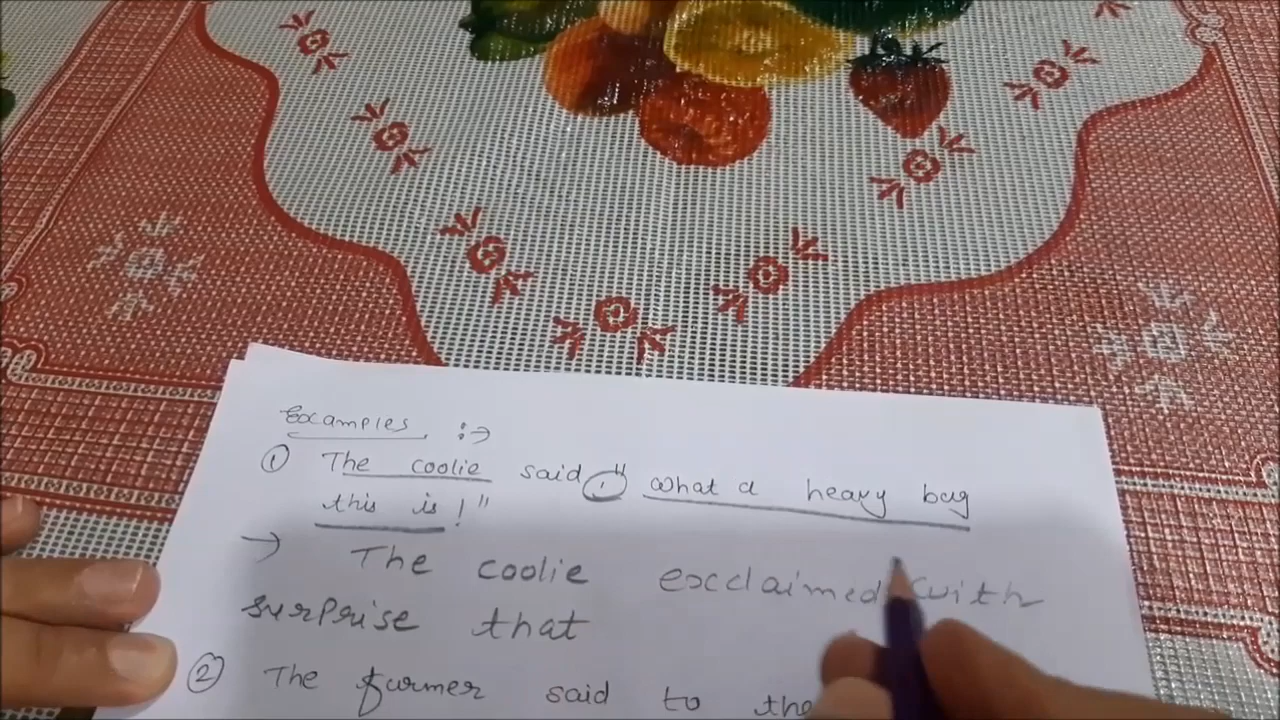 Examples :→
① The coolie said, " what a heavy bag
this is ! "
→ The coolie exclaimed with
surprise that
② The farmer said to the